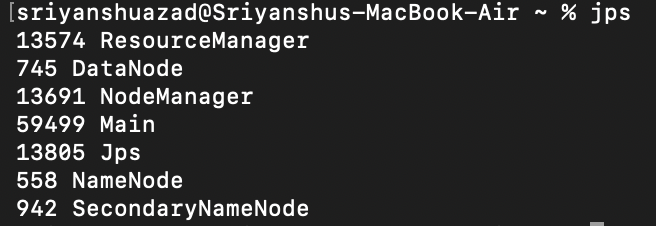 [sriyanshuazad@Sriyanshus-MacBook-Air ~ % jps
13574 ResourceManager
745 DataNode
13691 NodeManager
59499 Main
13805 Jps
558 NameNode
942 SecondaryNameNode